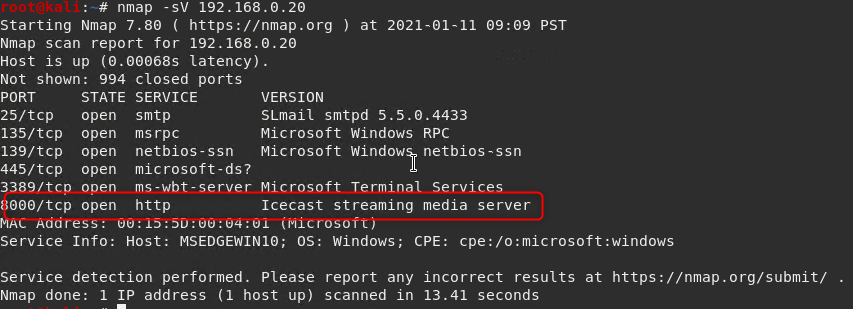 root@kali:~# nmap -sV 192.168.0.20
Starting Nmap 7.80 ( https://nmap.org ) at 2021-01-11 09:09 PST
Nmap scan report for 192.168.0.20
Host is up (0.00068s latency).
Not shown: 994 closed ports
PORT     STATE SERVICE       VERSION
25/tcp   open  smtp          SLmail smtpd 5.5.0.4433
135/tcp  open  msrpc         Microsoft Windows RPC
139/tcp  open  netbios-ssn   Microsoft Windows netbios-ssn
445/tcp  open  microsoft-ds?
3389/tcp open  ms-wbt-server Microsoft Terminal Services
8000/tcp open  http          Icecast streaming media server
MAC Address: 00:15:5D:00:04:01 (Microsoft)
Service Info: Host: MSEDGEWIN10; OS: Windows; CPE: cpe:/o:microsoft:windows
Service detection performed. Please report any incorrect results at https://nmap.org/submit/ .
Nmap done: 1 IP address (1 host up) scanned in 13.41 seconds